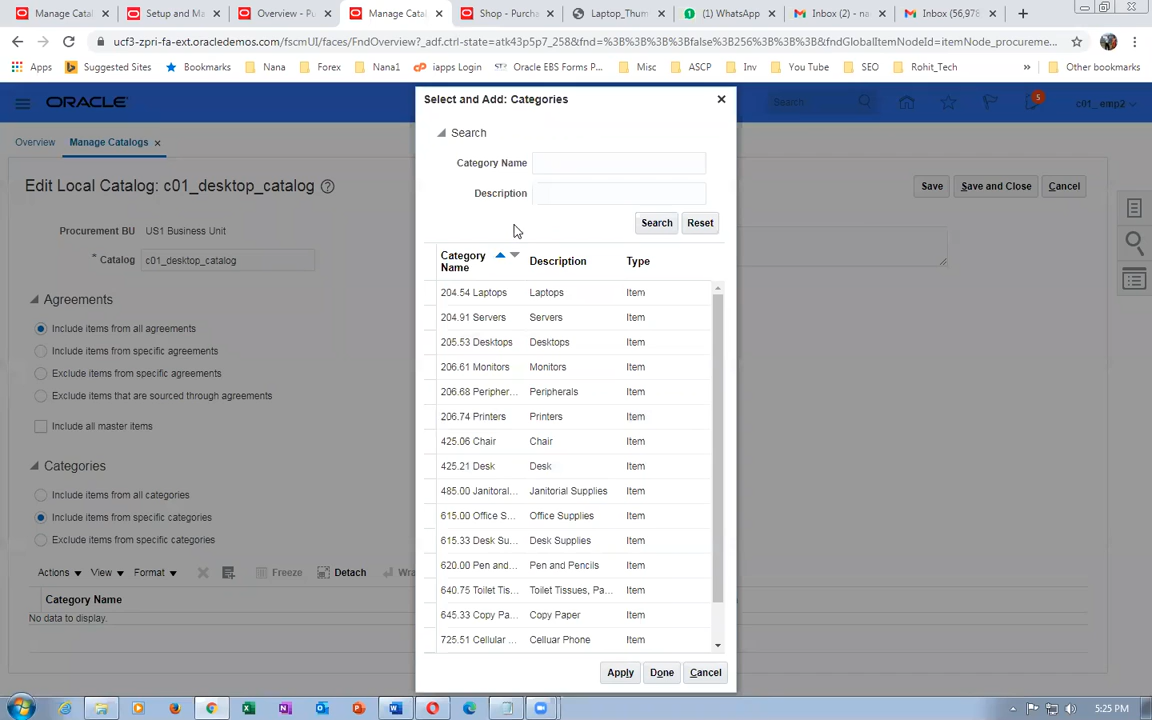 Manage Catalo
Setup and Ma
Overview - Pu
Manage Catalo
Shop - Purcha
Laptop_Thum
(1) WhatsApp
Inbox (2) - na
Inbox (56,978
ucf3-zpri-fa-ext.oracledemos.com/fscmUI/faces/FndOverview?_adf.ctrl-state=atk43p5p7_258&fnd=%3B%3B%3B%3Bfalse%3B256%3B%3B%3B&fndGlobalItemNodeId=itemNode_procureme...
Apps
Suggested Sites
Bookmarks
Nana
Forex
Nana1
iapps Login
Oracle EBS Forms P...
Misc
ASCP
Inv
You Tube
SEO
Rohit_Tech
»
Other bookmarks
ORACLE
Search
5
c01_emp2
Overview
Manage Catalogs
Edit Local Catalog: c01_desktop_catalog
Save
Save and Close
Cancel
Procurement BU US1 Business Unit
* Catalog c01_desktop_catalog
Agreements
Include items from all agreements
Include items from specific agreements
Exclude items from specific agreements
Exclude items that are sourced through agreements
Include all master items
Categories
Include items from all categories
Include items from specific categories
Exclude items from specific categories
Actions View Format Freeze Detach Wra
Category Name
No data to display.
Select and Add: Categories
Search
Category Name
Description
Search Reset
Category Name Description Type
204.54 Laptops Laptops Item
204.91 Servers Servers Item
205.53 Desktops Desktops Item
206.61 Monitors Monitors Item
206.68 Peripher... Peripherals Item
206.74 Printers Printers Item
425.06 Chair Chair Item
425.21 Desk Desk Item
485.00 Janitoral... Janitorial Supplies Item
615.00 Office S... Office Supplies Item
615.33 Desk Su... Desk Supplies Item
620.00 Pen and... Pen and Pencils Item
640.75 Toilet Tis... Toilet Tissues, Pa... Item
645.33 Copy Pa... Copy Paper Item
725.51 Cellular ... Celluar Phone Item
Apply Done Cancel
5:25 PM